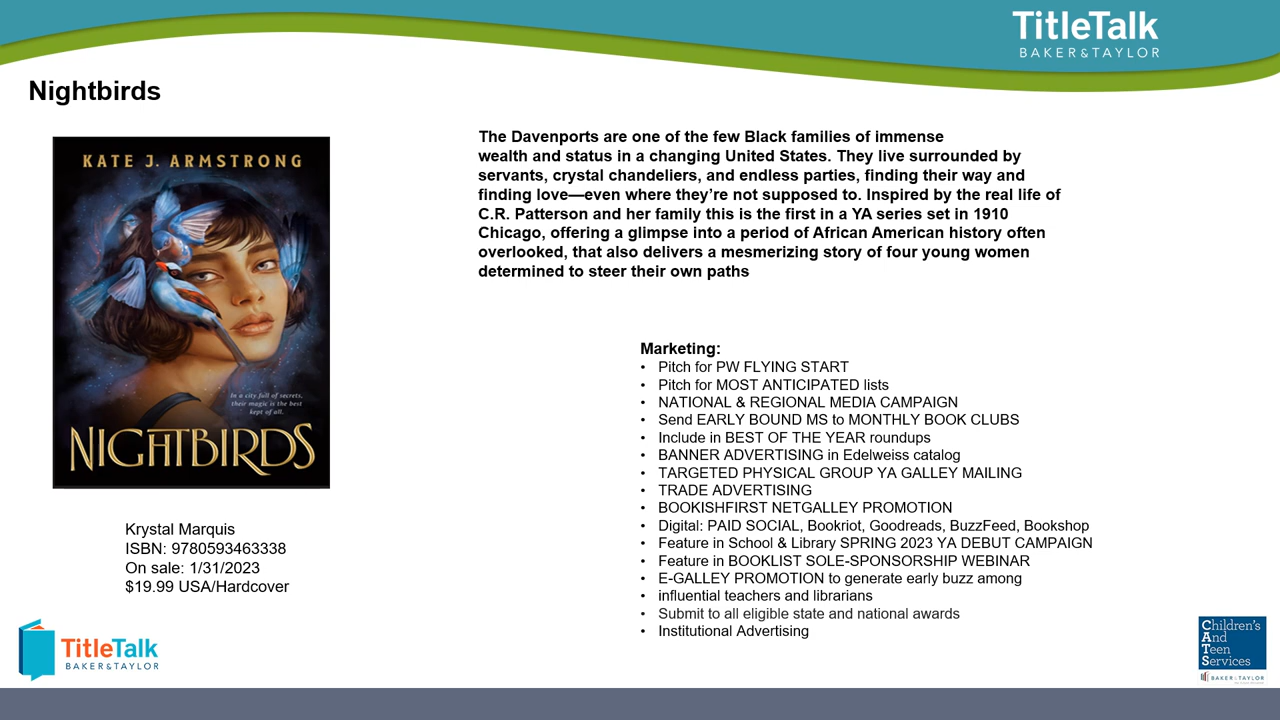 TitleTalk
BAKER & TAYLOR
Nightbirds
KATE J. ARMSTRONG
In a city full of secrets,
their magic is the best
kept of all.
NIGHTBIRDS
Krystal Marquis
ISBN: 9780593463338
On sale: 1/31/2023
$19.99 USA/Hardcover
The Davenports are one of the few Black families of immense
wealth and status in a changing United States. They live surrounded by
servants, crystal chandeliers, and endless parties, finding their way and
finding love—even where they’re not supposed to. Inspired by the real life of
C.R. Patterson and her family this is the first in a YA series set in 1910
Chicago, offering a glimpse into a period of African American history often
overlooked, that also delivers a mesmerizing story of four young women
determined to steer their own paths
Marketing:
• Pitch for PW FLYING START
• Pitch for MOST ANTICIPATED lists
• NATIONAL & REGIONAL MEDIA CAMPAIGN
• Send EARLY BOUND MS to MONTHLY BOOK CLUBS
• Include in BEST OF THE YEAR roundups
• BANNER ADVERTISING in Edelweiss catalog
• TARGETED PHYSICAL GROUP YA GALLEY MAILING
• TRADE ADVERTISING
• BOOKISHFIRST NETGALLEY PROMOTION
• Digital: PAID SOCIAL, Bookriot, Goodreads, BuzzFeed, Bookshop
• Feature in School & Library SPRING 2023 YA DEBUT CAMPAIGN
• Feature in BOOKLIST SOLE-SPONSORSHIP WEBINAR
• E-GALLEY PROMOTION to generate early buzz among
• influential teachers and librarians
• Submit to all eligible state and national awards
• Institutional Advertising
TitleTalk
BAKER & TAYLOR
Children's
And
Teen
Services
BAKER & TAYLOR